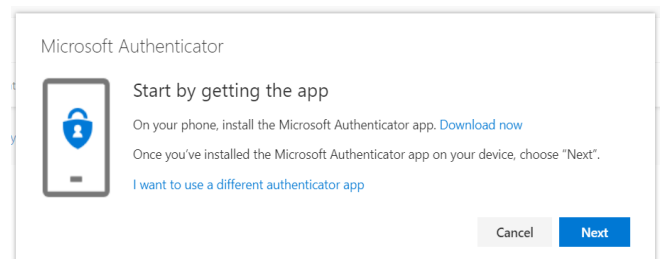 Microsoft Authenticator
Start by getting the app
On your phone, install the Microsoft Authenticator app. Download now
Once you've installed the Microsoft Authenticator app on your device, choose “Next”.
I want to use a different authenticator app
Cancel
Next